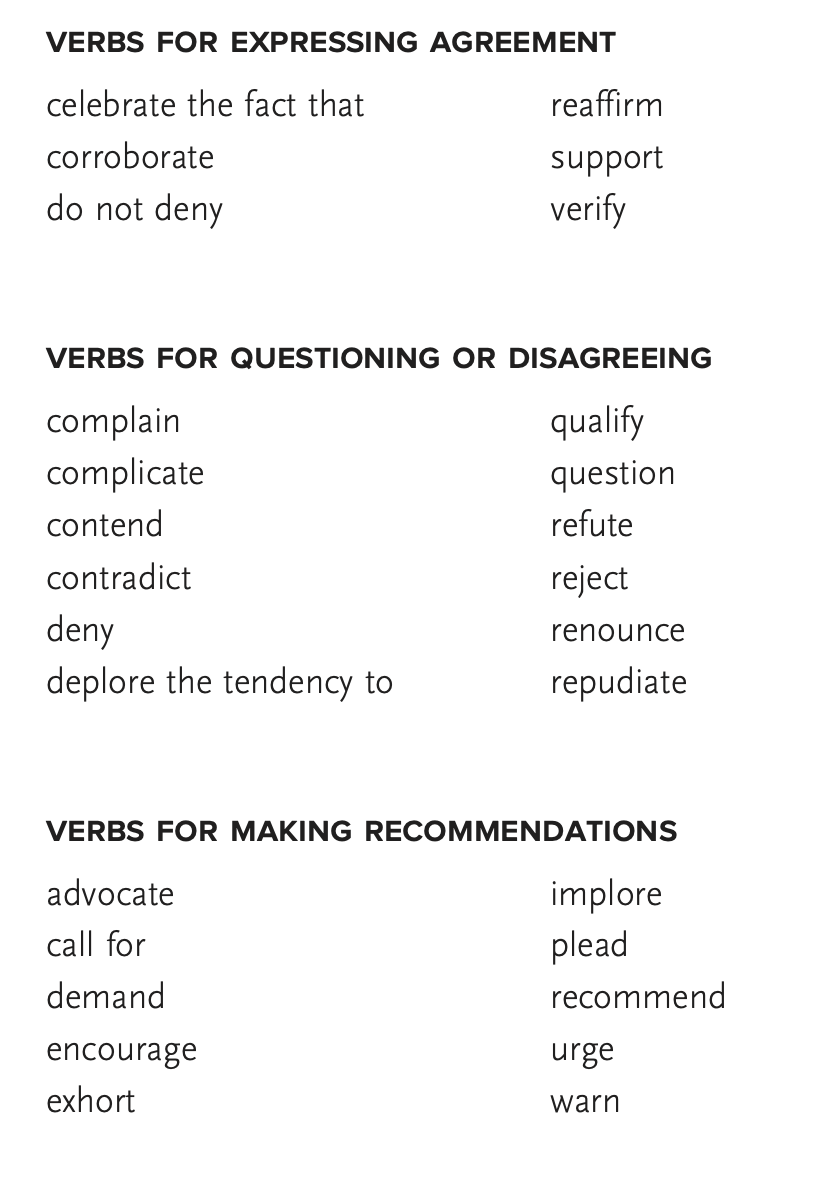 VERBS FOR EXPRESSING AGREEMENT
celebrate the fact that reaffirm
corroborate support
do not deny verify
VERBS FOR QUESTIONING OR DISAGREEING
complain qualify
complicate question
contend refute
contradict reject
deny renounce
deplore the tendency to repudiate
VERBS FOR MAKING RECOMMENDATIONS
advocate implore
call for plead
demand recommend
encourage urge
exhort warn